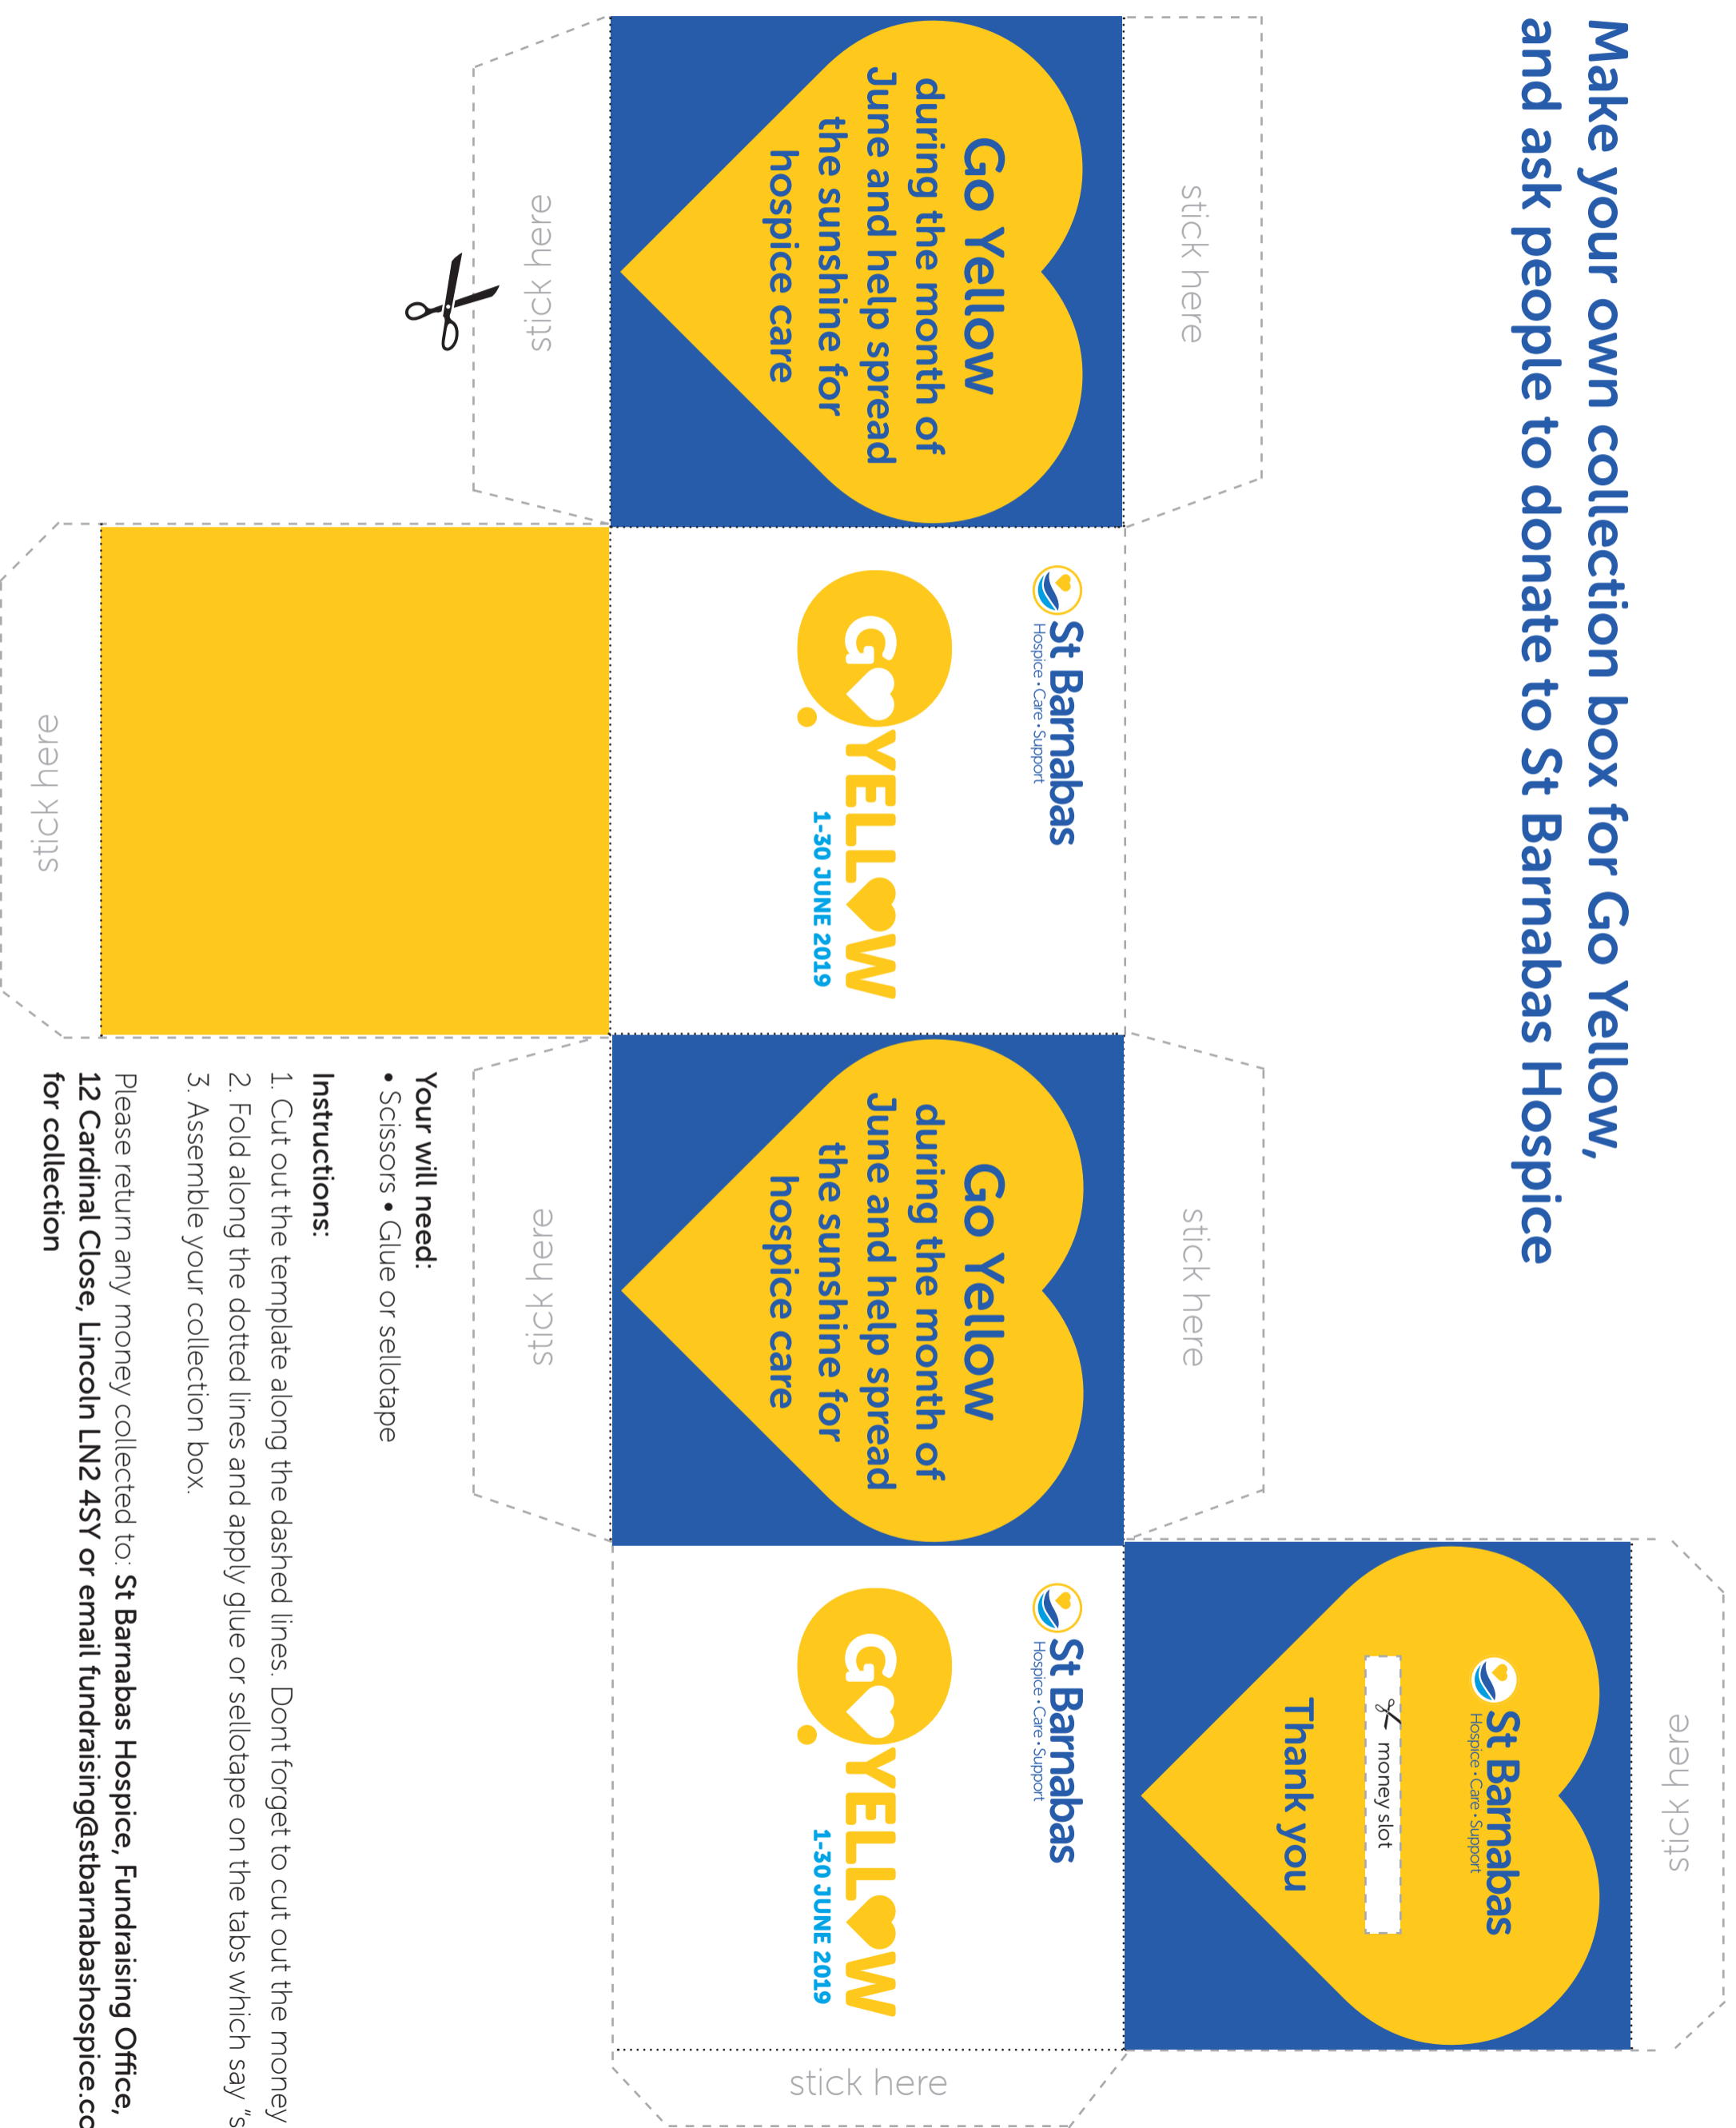 Make your own collection box for Go Yellow,
and ask people to donate to St Barnabas Hospice
stick here
Go Yellow
during the month of
June and help spread
the sunshine for
hospice care
stick here
St Barnabas
Hospice • Care • Support
GO YELLOW
1-30 JUNE 2019
stick here
stick here
Go Yellow
during the month of
June and help spread
the sunshine for
hospice care
stick here
stick here
St Barnabas
Hospice • Care • Support
money slot
Thank you
St Barnabas
Hospice • Care • Support
GO YELLOW
1-30 JUNE 2019
stick here
Your will need:
• Scissors • Glue or sellotape
Instructions:
1. Cut out the template along the dashed lines. Dont forget to cut out the money
2. Fold along the dotted lines and apply glue or sellotape on the tabs which say "s
3. Assemble your collection box.
Please return any money collected to: St Barnabas Hospice, Fundraising Office,
12 Cardinal Close, Lincoln LN2 4SY or email fundraising@stbarnabashospice.co
for collection